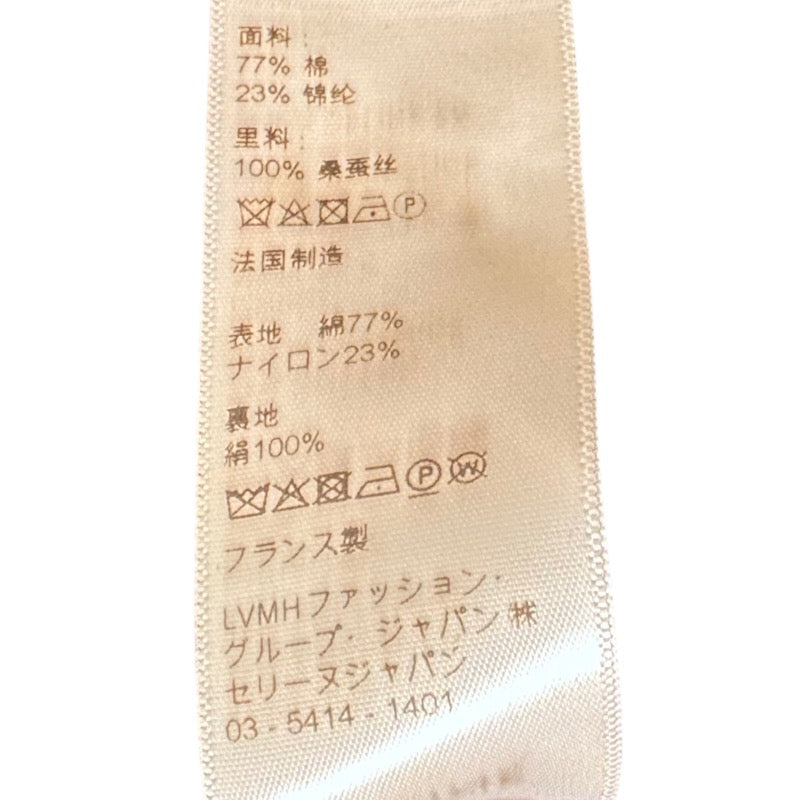 面料：
77% 棉
23% 锦纶
里料：
100% 桑蚕丝
P
法国制造
表地 綿77%
ナイロン23%
裏地
絹100%
P W
フランス製
LVMHファッション・
グループ・ジャパン㈱
セリーヌジャパン
03 - 5414 - 1401